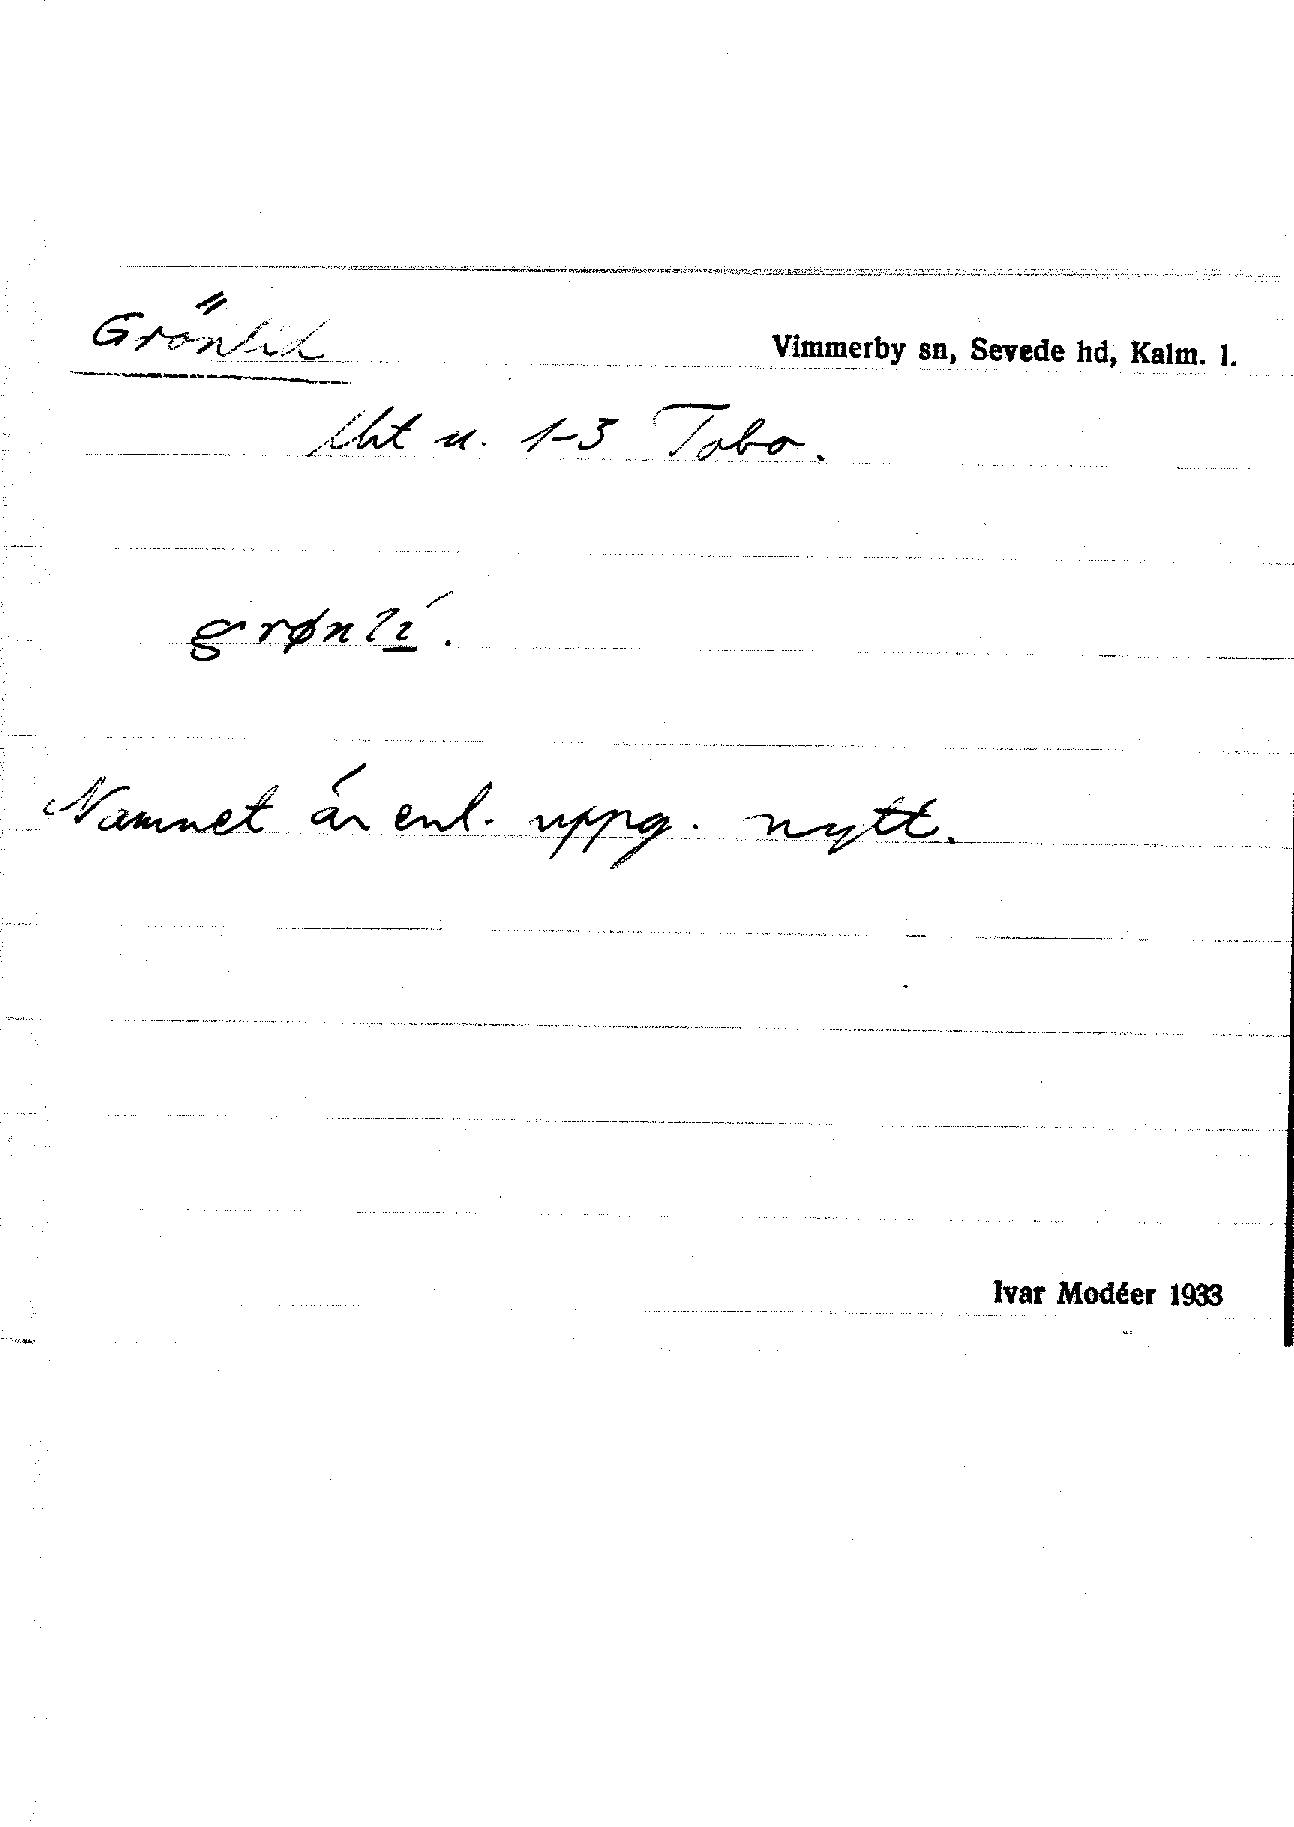 Grönlid
Vimmerby sn, Sevede hd, Kalm. l.
lht u. 1-3 Tobo.
grønlí.
Namnet är enl. uppg. nytt.
Ivar Modéer 1933